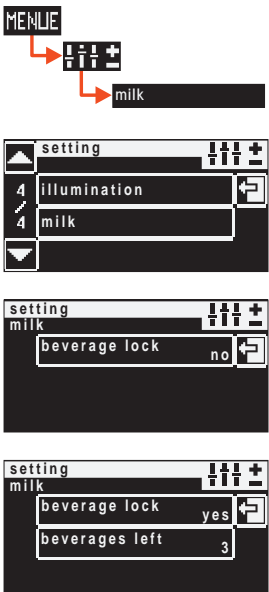 MENUE
milk
setting
4/4
illumination
milk
setting
milk
beverage lock
no
setting
milk
beverage lock
yes
beverages left
3